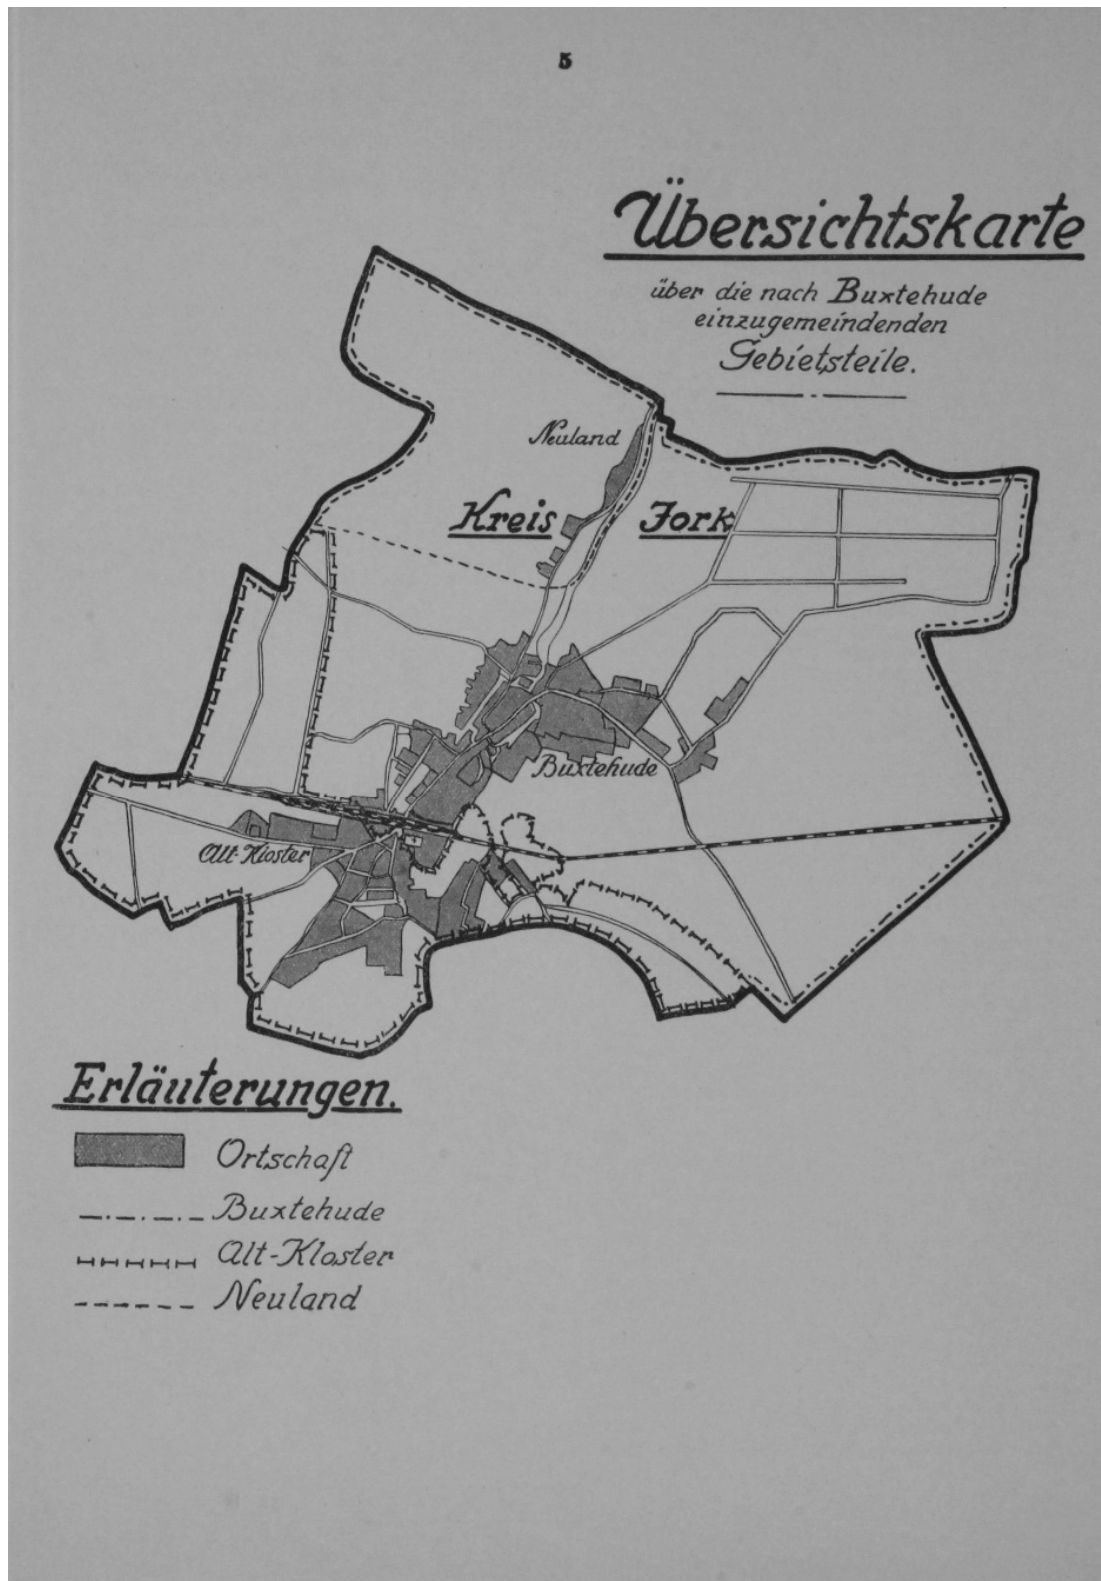 5
Übersichtskarte
über die nach Buxtehude
einzugemeindenden
Gebietsteile.
Neuland
Kreis Jork
Buxtehude
Alt-Kloster
Erläuterungen.
Ortschaft
Buxtehude
Alt-Kloster
Neuland